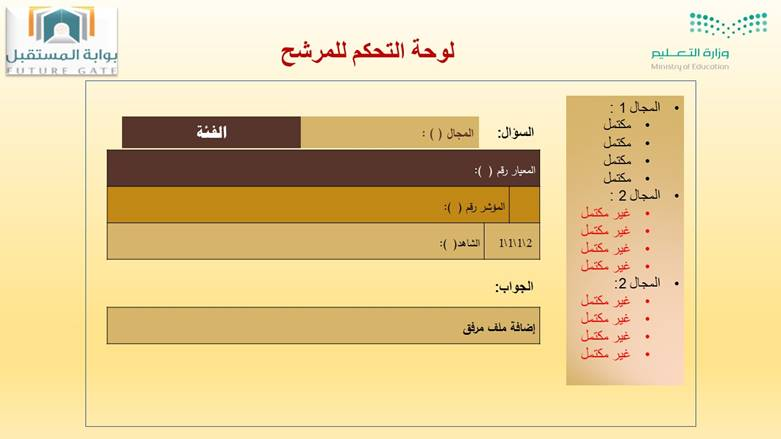 بوابة المستقبل
FUTURE GATE
وزارة التعليم
Ministry of Education
لوحة التحكم للمرشح
المجال 1 :
مكتمل
مكتمل
مكتمل
مكتمل
المجال 2 :
غير مكتمل
غير مكتمل
غير مكتمل
غير مكتمل
المجال 2:
غير مكتمل
غير مكتمل
غير مكتمل
غير مكتمل
السؤال: المجال ( ) : الفئة
المعيار رقم ( ):
المؤشر رقم ( ):
1\1\1\2 الشاهد( ):
الجواب:
إضافة ملف مرفق